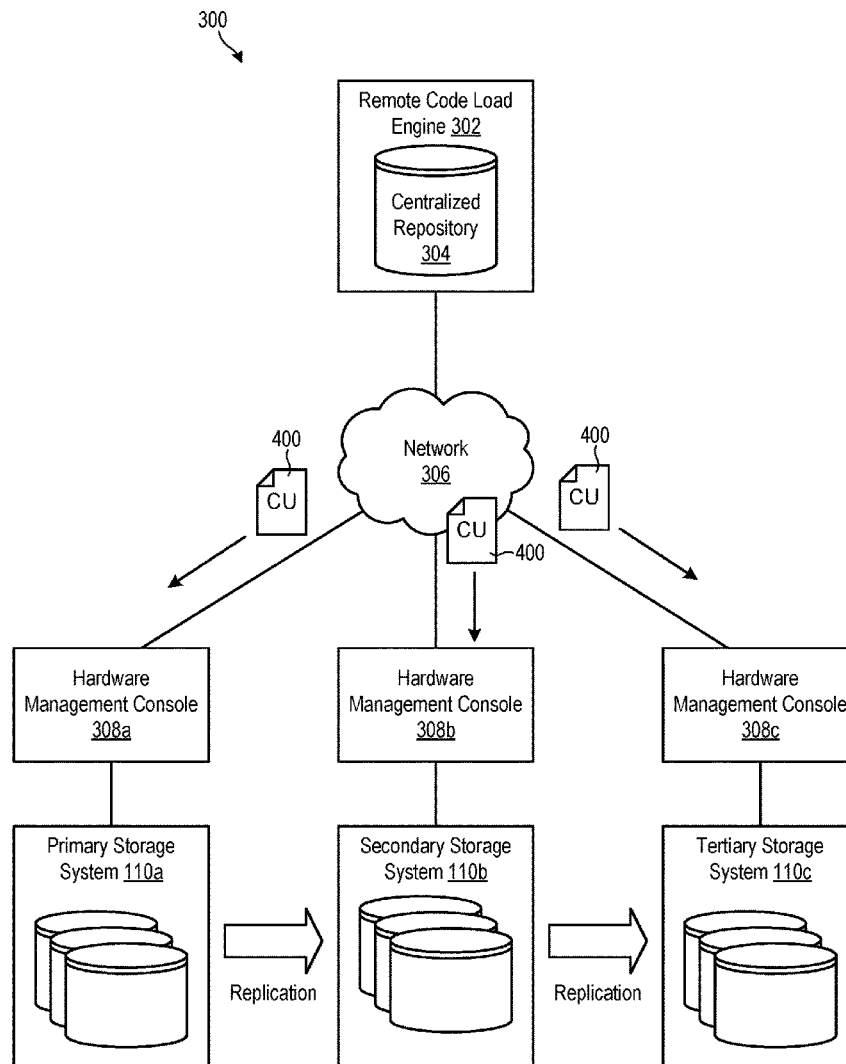 300
Remote Code Load
Engine 302
Centralized
Repository
304
Network
306
400
CU
400
CU
CU
400
Hardware
Management Console
308a
Hardware
Management Console
308b
Hardware
Management Console
308c
Primary Storage
System 110a
Secondary Storage
System 110b
Tertiary Storage
System 110c
Replication
Replication